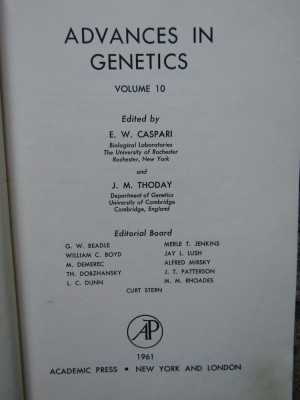 ADVANCES IN
GENETICS
VOLUME 10
Edited by
E. W. CASPARI
Biological Laboratories
The University of Rochester
Rochester, New York
and
J. M. THODAY
Department of Genetics
University of Cambridge
Cambridge, England
Editorial Board
G. W. BEADLE
WILLIAM C. BOYD
M. DEMEREC
TH. DOBZHANSKY
L. C. DUNN
MERLE T. JENKINS
JAY L. LUSH
ALFRED MIRSKY
J. T. PATTERSON
M. M. RHOADES
CURT STERN
AP
1961
ACADEMIC PRESS • NEW YORK AND LONDON